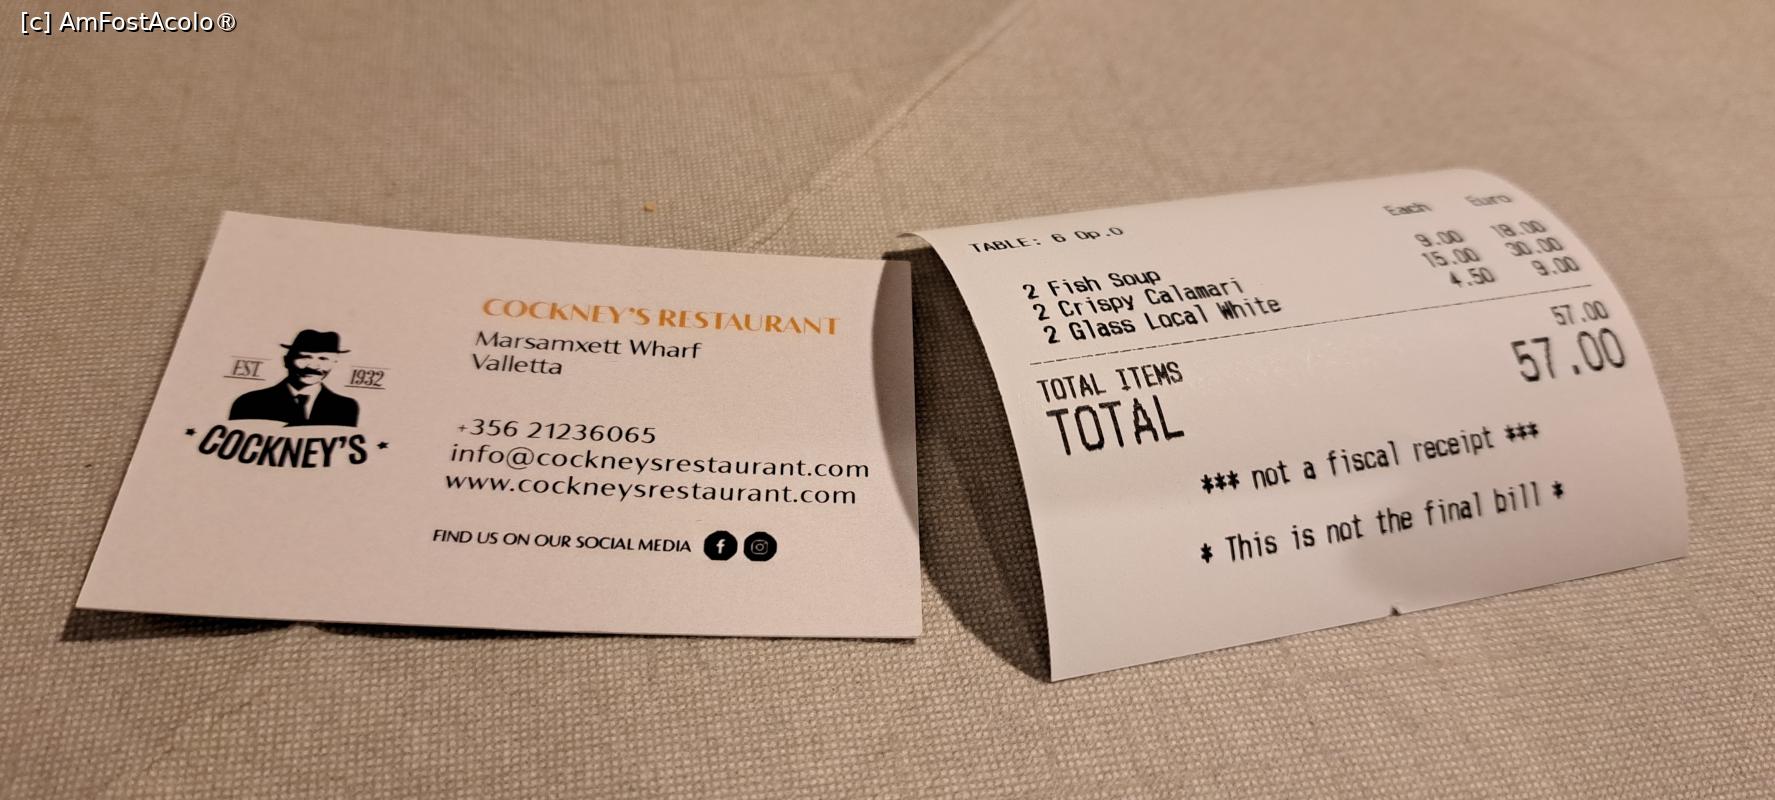 [c] AmFostAcolo®
EST. 1932
COCKNEY'S
COCKNEY'S RESTAURANT
Marsamxett Wharf
Valletta
+356 21236065
info@cockneysrestaurant.com
www.cockneysrestaurant.com
FIND US ON OUR SOCIAL MEDIA
TABLE: 6 Op.0
Each Euro
2 Fish Soup 9.00 18.00
2 Crispy Calamari 15.00 30.00
2 Glass Local White 4.50 9.00
TOTAL ITEMS 57.00
TOTAL 57.00
*** not a fiscal receipt ***
* This is not the final bill *